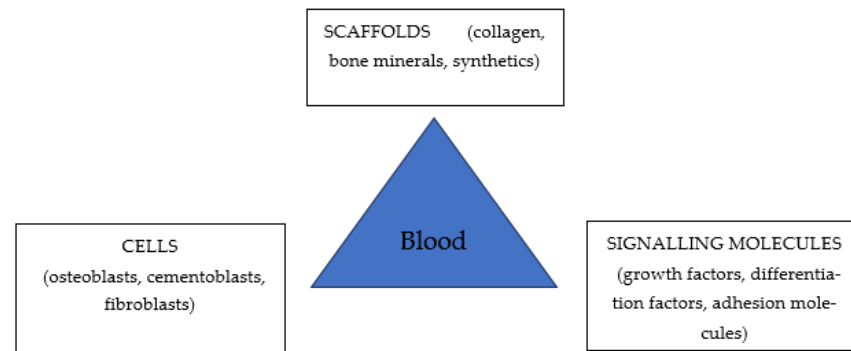 SCAFFOLDS (collagen,
bone minerals, synthetics)
Blood
CELLS
(osteoblasts, cementoblasts,
fibroblasts)
SIGNALLING MOLECULES
(growth factors, differentia-
tion factors, adhesion mole-
cules)